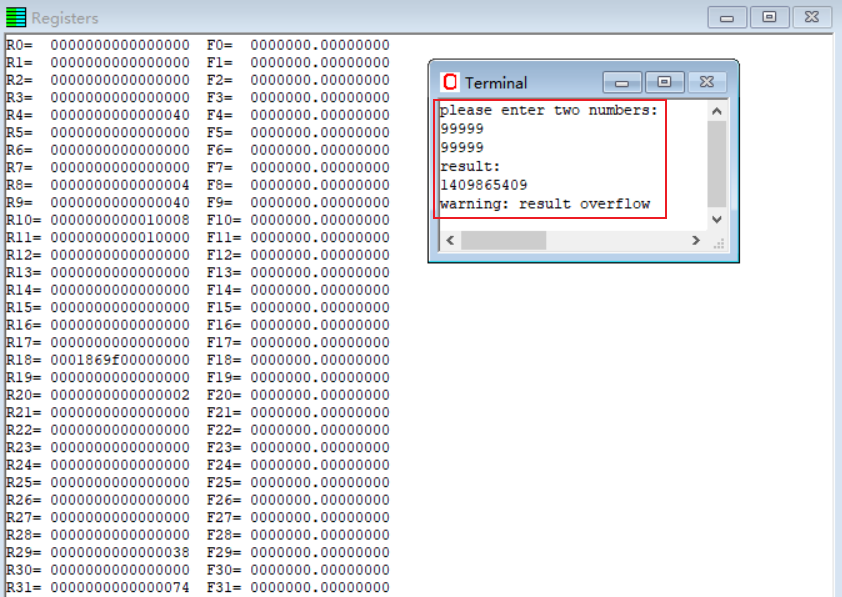 Registers
R0= 0000000000000000 F0= 0000000.00000000
R1= 0000000000000000 F1= 0000000.00000000
R2= 0000000000000000 F2= 0000000.00000000
R3= 0000000000000000 F3= 0000000.00000000
R4= 0000000000000040 F4= 0000000.00000000
R5= 0000000000000000 F5= 0000000.00000000
R6= 0000000000000000 F6= 0000000.00000000
R7= 0000000000000000 F7= 0000000.00000000
R8= 0000000000000004 F8= 0000000.00000000
R9= 0000000000000040 F9= 0000000.00000000
R10= 0000000000010008 F10= 0000000.00000000
R11= 0000000000010000 F11= 0000000.00000000
R12= 0000000000000000 F12= 0000000.00000000
R13= 0000000000000000 F13= 0000000.00000000
R14= 0000000000000000 F14= 0000000.00000000
R15= 0000000000000000 F15= 0000000.00000000
R16= 0000000000000000 F16= 0000000.00000000
R17= 0000000000000000 F17= 0000000.00000000
R18= 0001869f00000000 F18= 0000000.00000000
R19= 0000000000000000 F19= 0000000.00000000
R20= 0000000000000002 F20= 0000000.00000000
R21= 0000000000000000 F21= 0000000.00000000
R22= 0000000000000000 F22= 0000000.00000000
R23= 0000000000000000 F23= 0000000.00000000
R24= 0000000000000000 F24= 0000000.00000000
R25= 0000000000000000 F25= 0000000.00000000
R26= 0000000000000000 F26= 0000000.00000000
R27= 0000000000000000 F27= 0000000.00000000
R28= 0000000000000000 F28= 0000000.00000000
R29= 0000000000000038 F29= 0000000.00000000
R30= 0000000000000000 F30= 0000000.00000000
R31= 0000000000000074 F31= 0000000.00000000
Terminal
please enter two numbers:
99999
99999
result:
1409865409
warning: result overflow